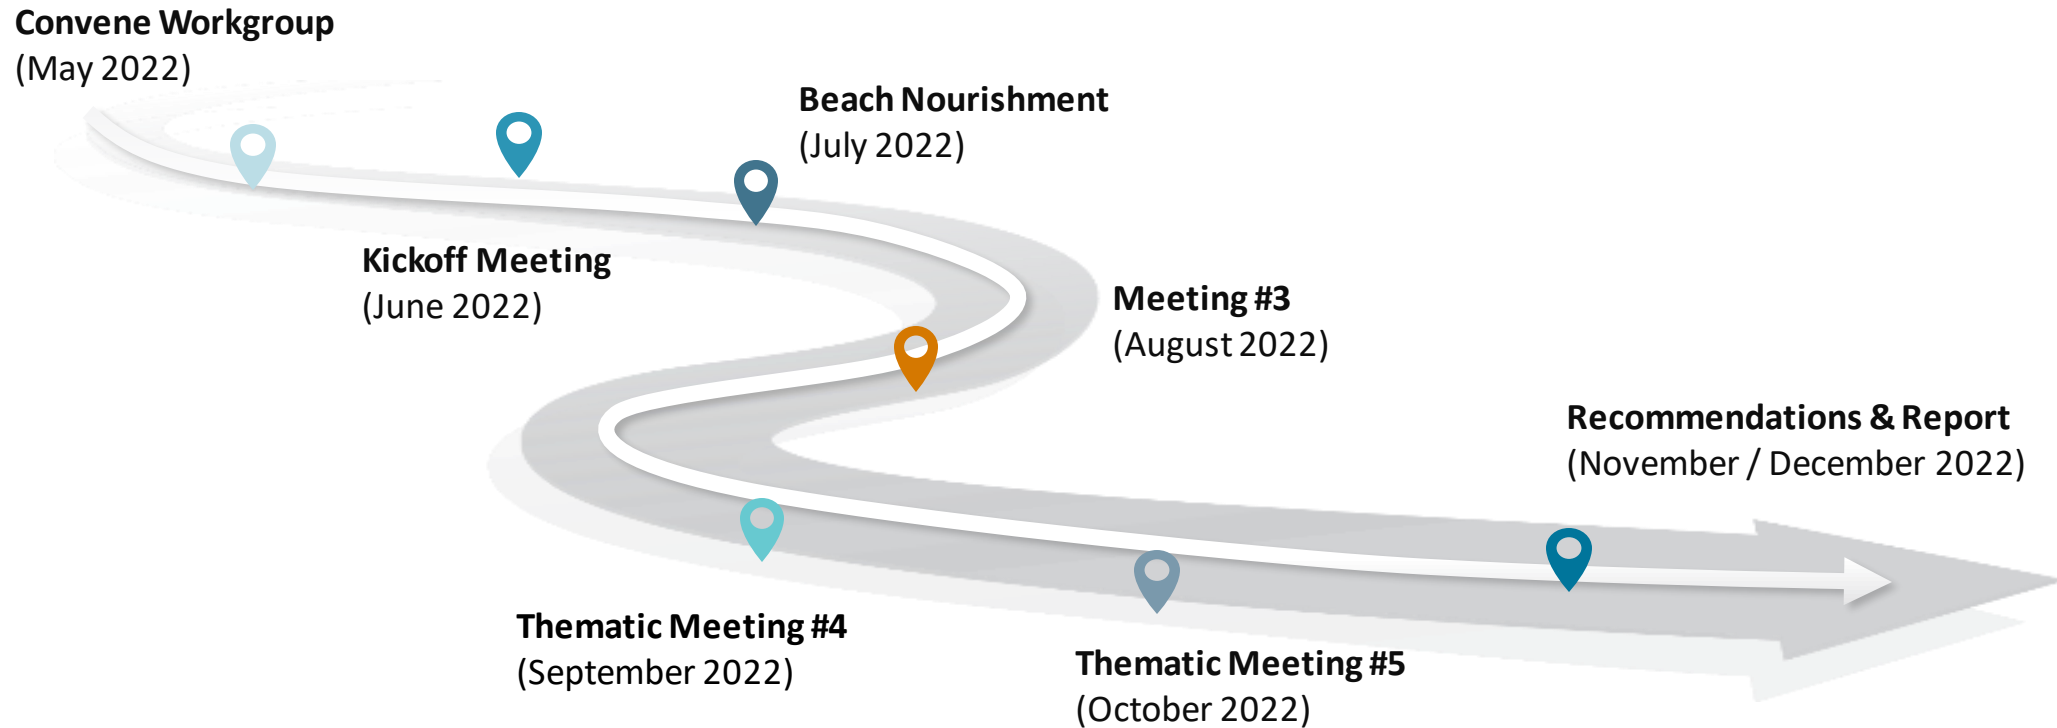 Convene Workgroup
(May 2022)
Beach Nourishment
(July 2022)
Kickoff Meeting
(June 2022)
Meeting #3
(August 2022)
Recommendations & Report
(November / December 2022)
Thematic Meeting #4
(September 2022)
Thematic Meeting #5
(October 2022)